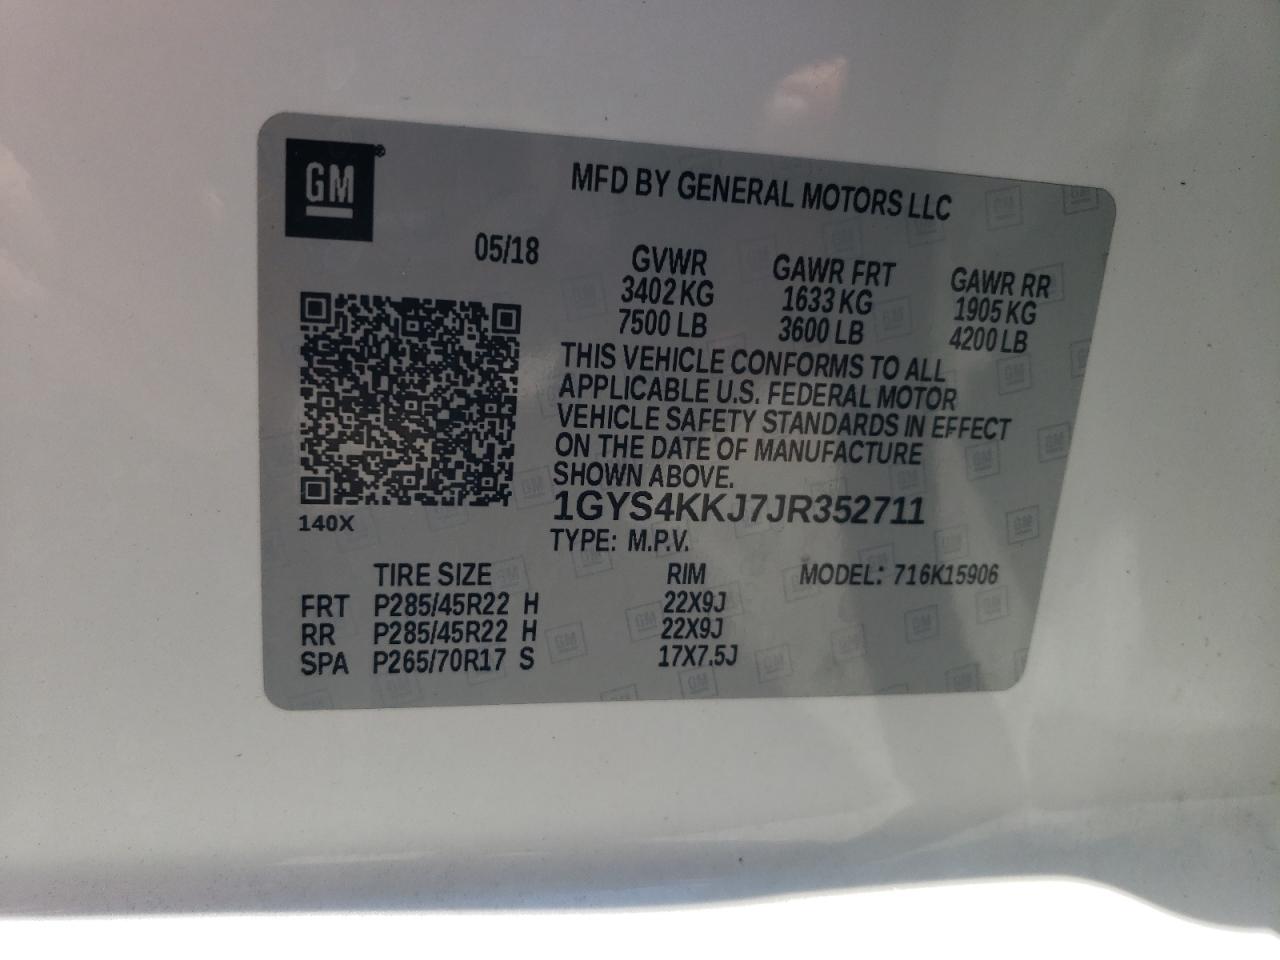 GM®
MFD BY GENERAL MOTORS LLC
05/18
GVWR GAWR FRT GAWR RR
3402 KG 1633 KG 1905 KG
7500 LB 3600 LB 4200 LB
THIS VEHICLE CONFORMS TO ALL
APPLICABLE U.S. FEDERAL MOTOR
VEHICLE SAFETY STANDARDS IN EFFECT
ON THE DATE OF MANUFACTURE
SHOWN ABOVE.
1GYS4KKJ7JR352711
140X
TYPE: M.P.V.
TIRE SIZE RIM MODEL: 716K15906
FRT P285/45R22 H 22X9J
RR P285/45R22 H 22X9J
SPA P265/70R17 S 17X7.5J